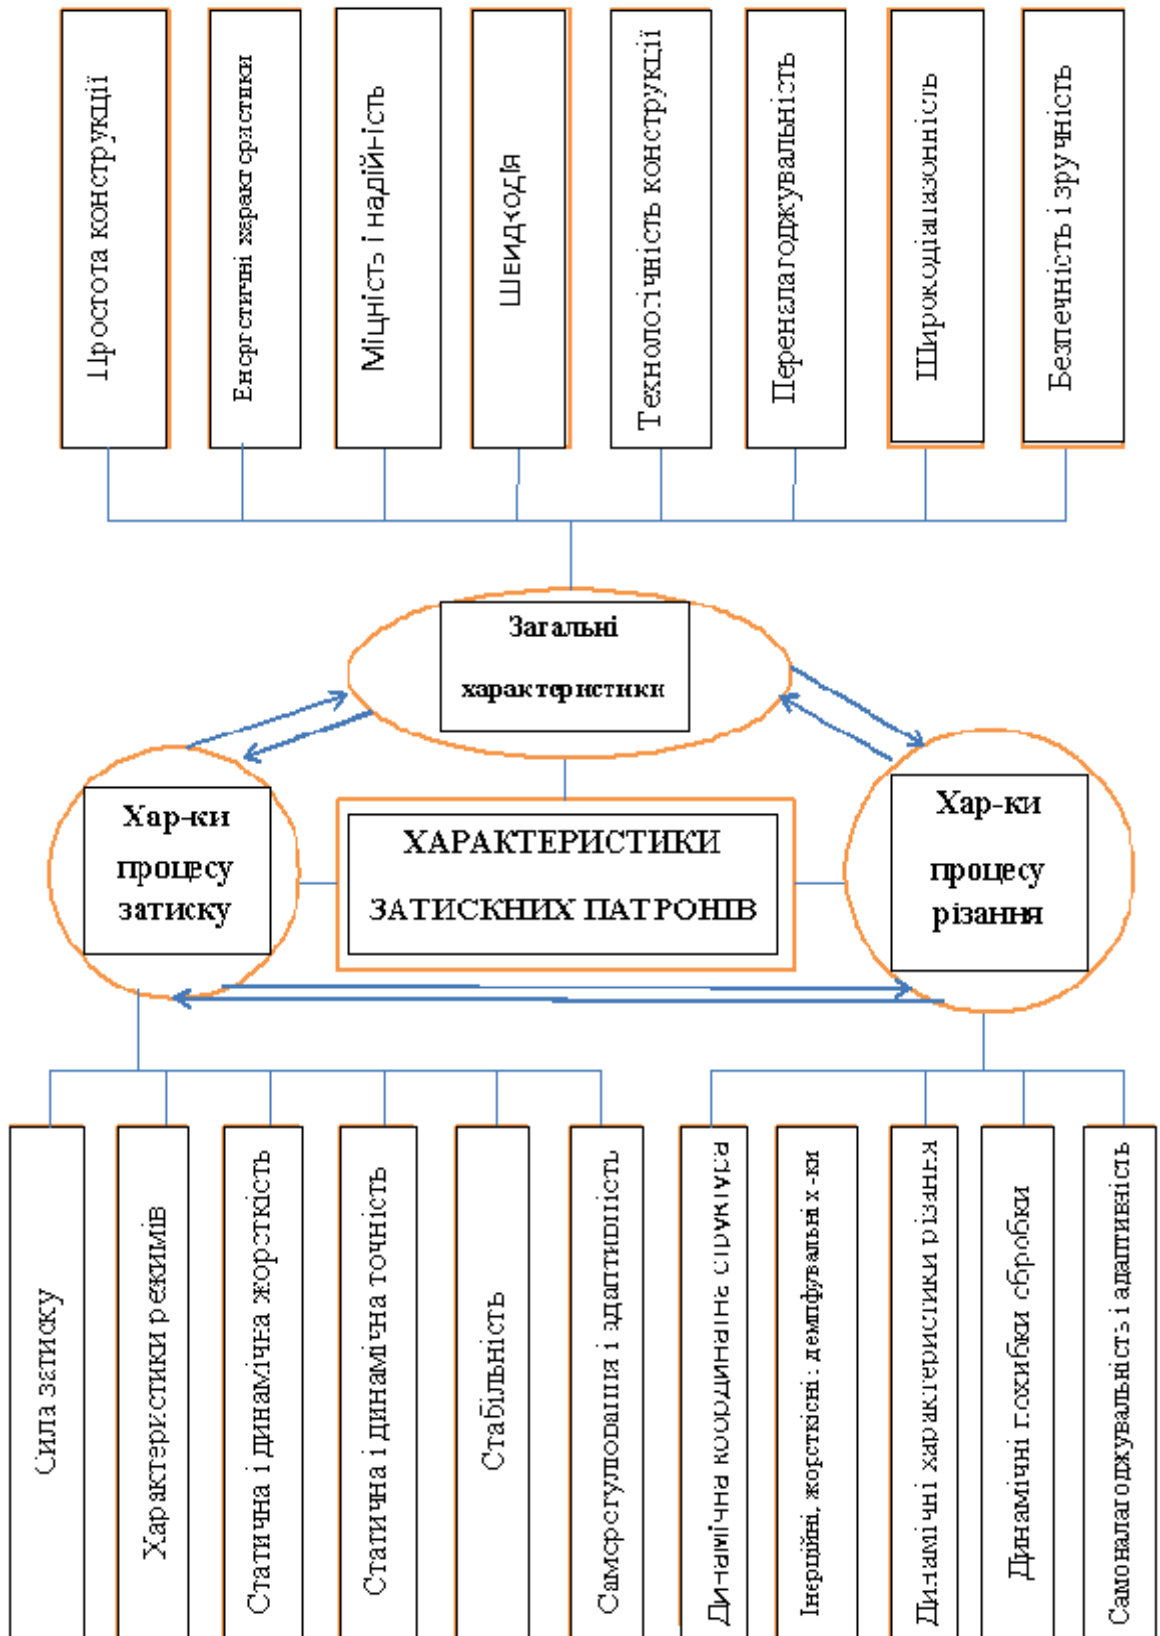 Простота конструкції
Енергетичні характеристики
Міцність і надійність
Швидкодія
Технологічність конструкції
Переналагоджувальність
Широкодіапазонність
Безпечність і зручність
Загальні
характеристики
Хар-ки
процесу
затиску
ХАРАКТЕРИСТИКИ
ЗАТИСКНИХ ПАТРОНІВ
Хар-ки
процесу
різання
Сила затиску
Характеристики режимів
Статична і динамічна жорсткість
Статична і динамічна точність
Стабільність
Саморегулювання і адаптивність
Динамічна координатна структура
Інерційні, жорсткісні і демпфувальні х-ки
Динамічні характеристики різання
Динамічні похибки обробки
Самоналагоджувальність і адаптивність